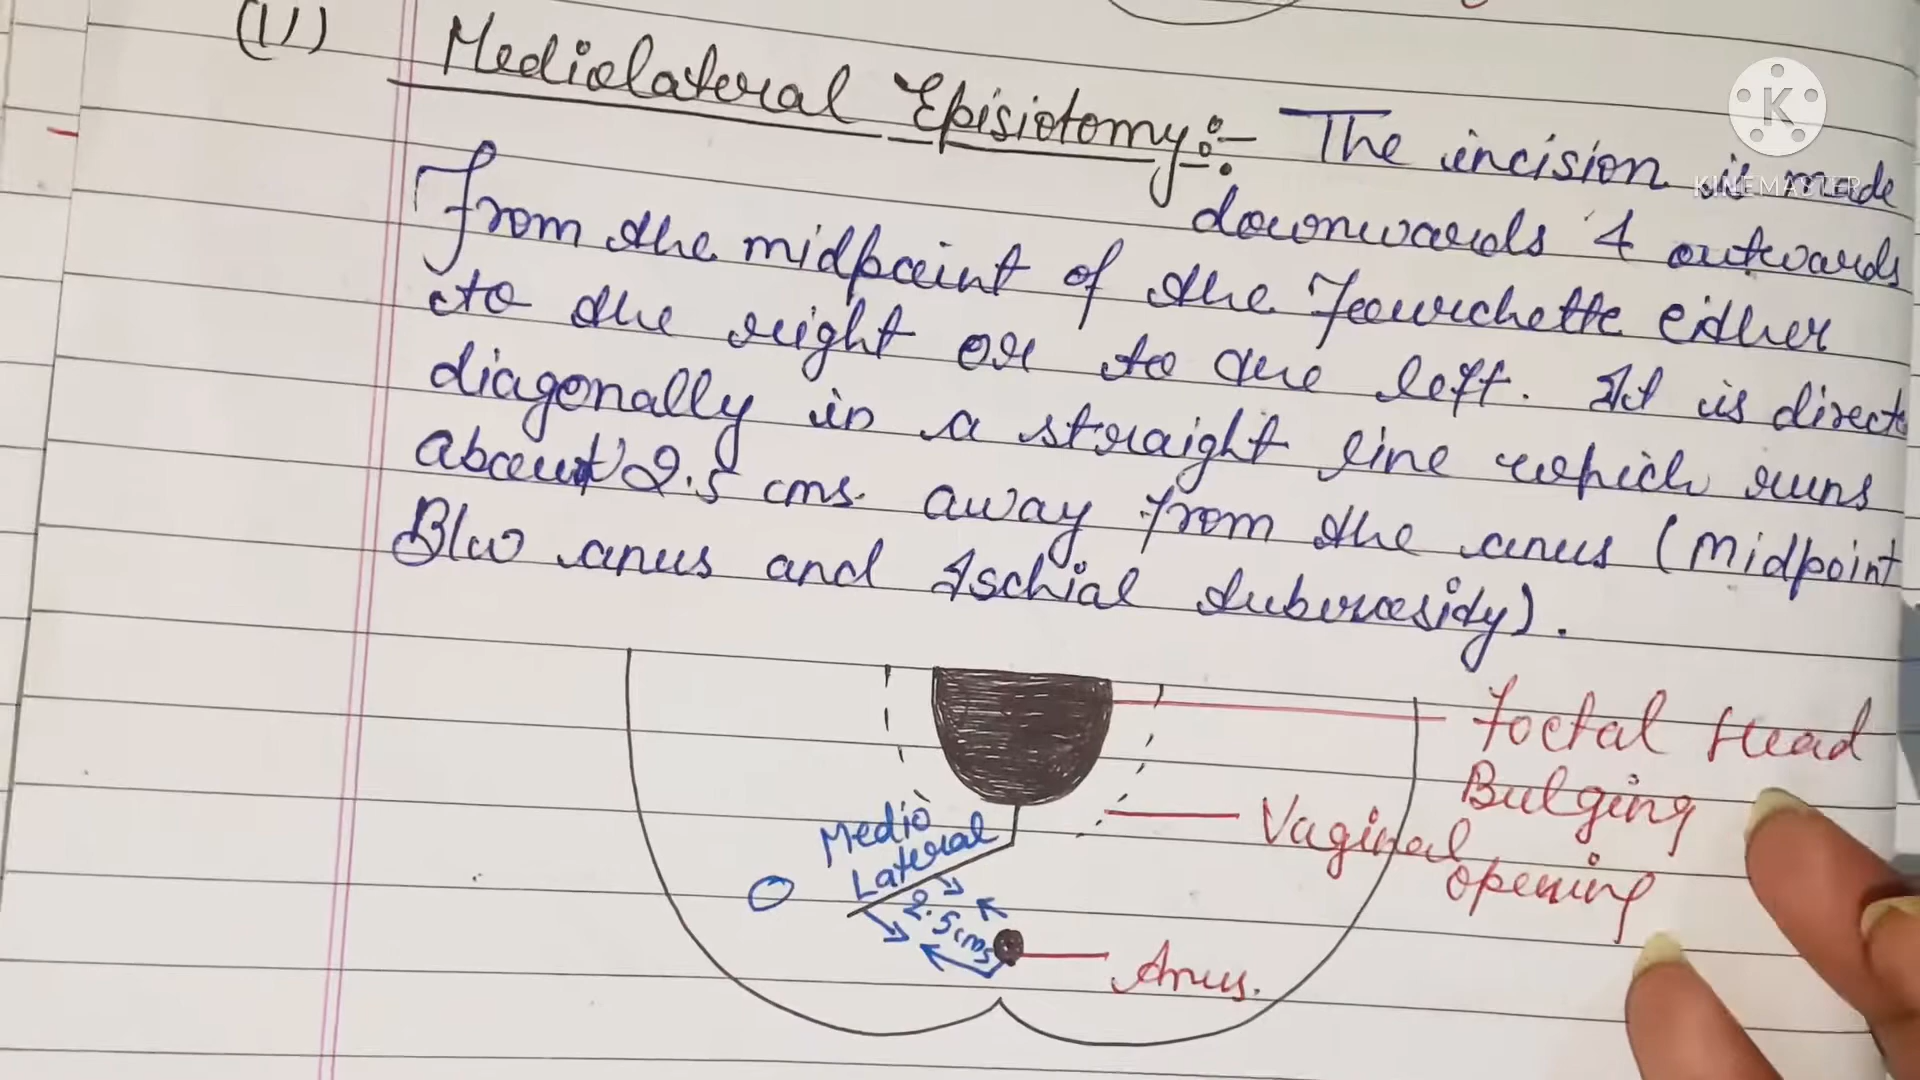 (1)
Mediolateral Episiotomy:- The incision is made
downwards & outwards
from the midpoint of the Fourchette either
to the right or to the left. It is direct
diagonally in a straight line which runs
about 2.5 cms. away from the anus (midpoint
B/w anus and Ischial tuberosity).
Foetal Head
Bulging
Vaginal
opening
Medio
Lateral
2.5cms
Anus.
K
KINEMASTER